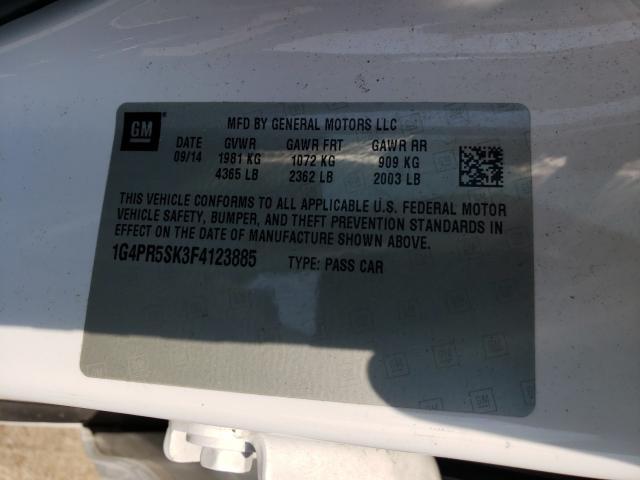 GM
MFD BY GENERAL MOTORS LLC
DATE GVWR GAWR FRT GAWR RR
09/14 1981 KG 1072 KG 909 KG
4365 LB 2362 LB 2003 LB
THIS VEHICLE CONFORMS TO ALL APPLICABLE U.S. FEDERAL MOTOR
VEHICLE SAFETY, BUMPER, AND THEFT PREVENTION STANDARDS IN
EFFECT ON THE DATE OF MANUFACTURE SHOWN ABOVE.
1G4PR5SK3F4123885 TYPE: PASS CAR